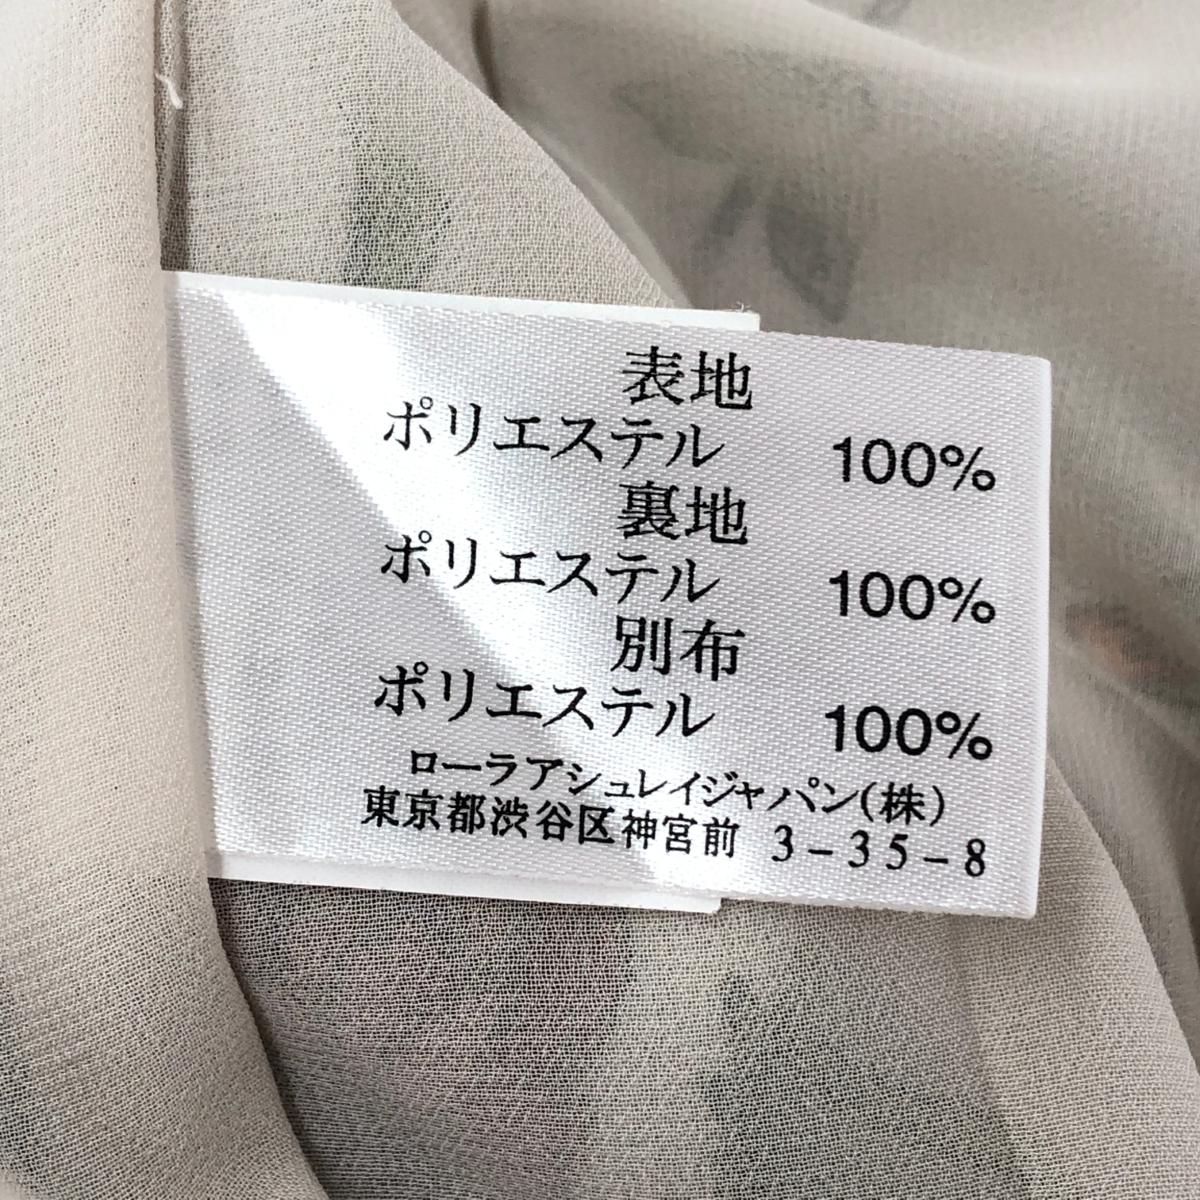 表地
ポリエステル 100%
裏地
ポリエステル 100%
別布
ポリエステル 100%
ローラアシュレイジャパン(株)
東京都渋谷区神宮前 3-35-8